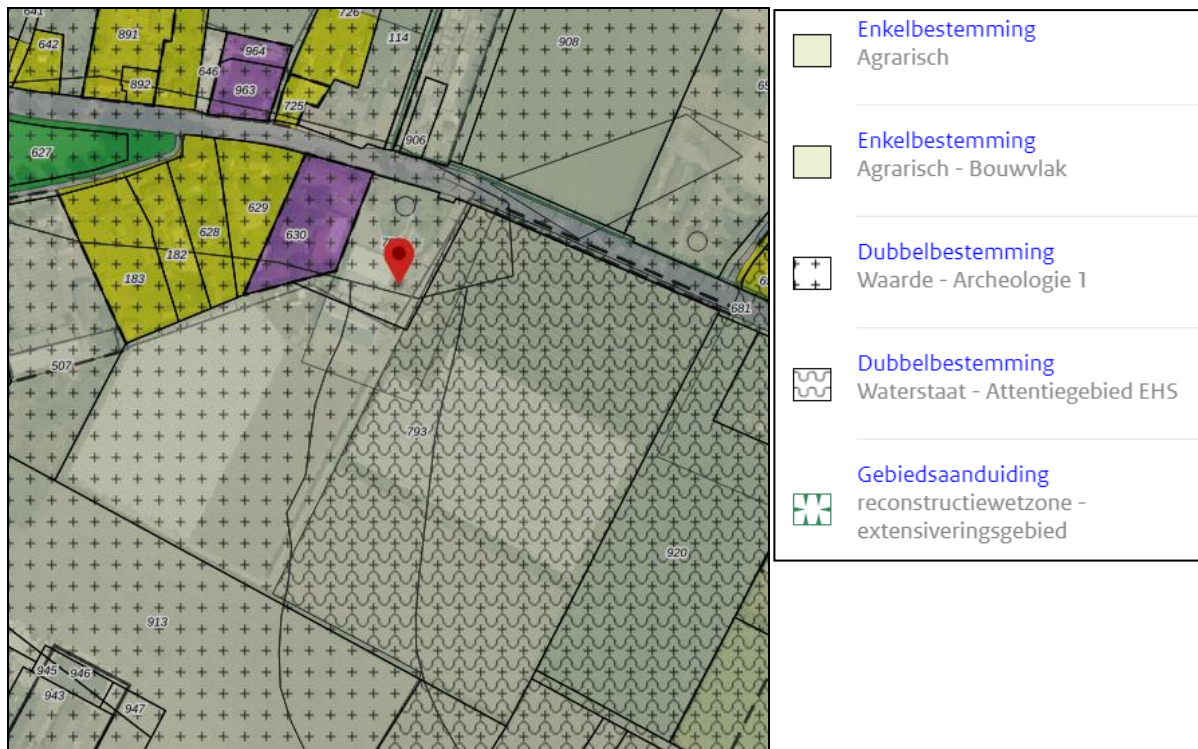 641
642
891
726
114
908
964
646
892
963
725
906
627
629
628
630
182
183
681
507
793
920
913
945
946
943
947
Enkelbestemming
Agrarisch
Enkelbestemming
Agrarisch - Bouwvlak
Dubbelbestemming
Waarde - Archeologie 1
Dubbelbestemming
Waterstaat - Attentiegebied EHS
Gebiedsaanduiding
reconstructiewetzone -
extensiveringsgebied